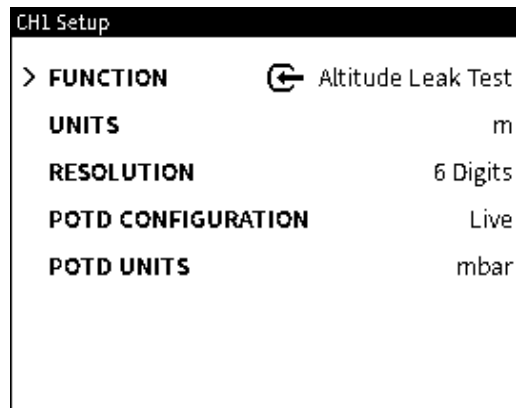 CH1 Setup
> FUNCTION Altitude Leak Test
UNITS m
RESOLUTION 6 Digits
POTD CONFIGURATION Live
POTD UNITS mbar